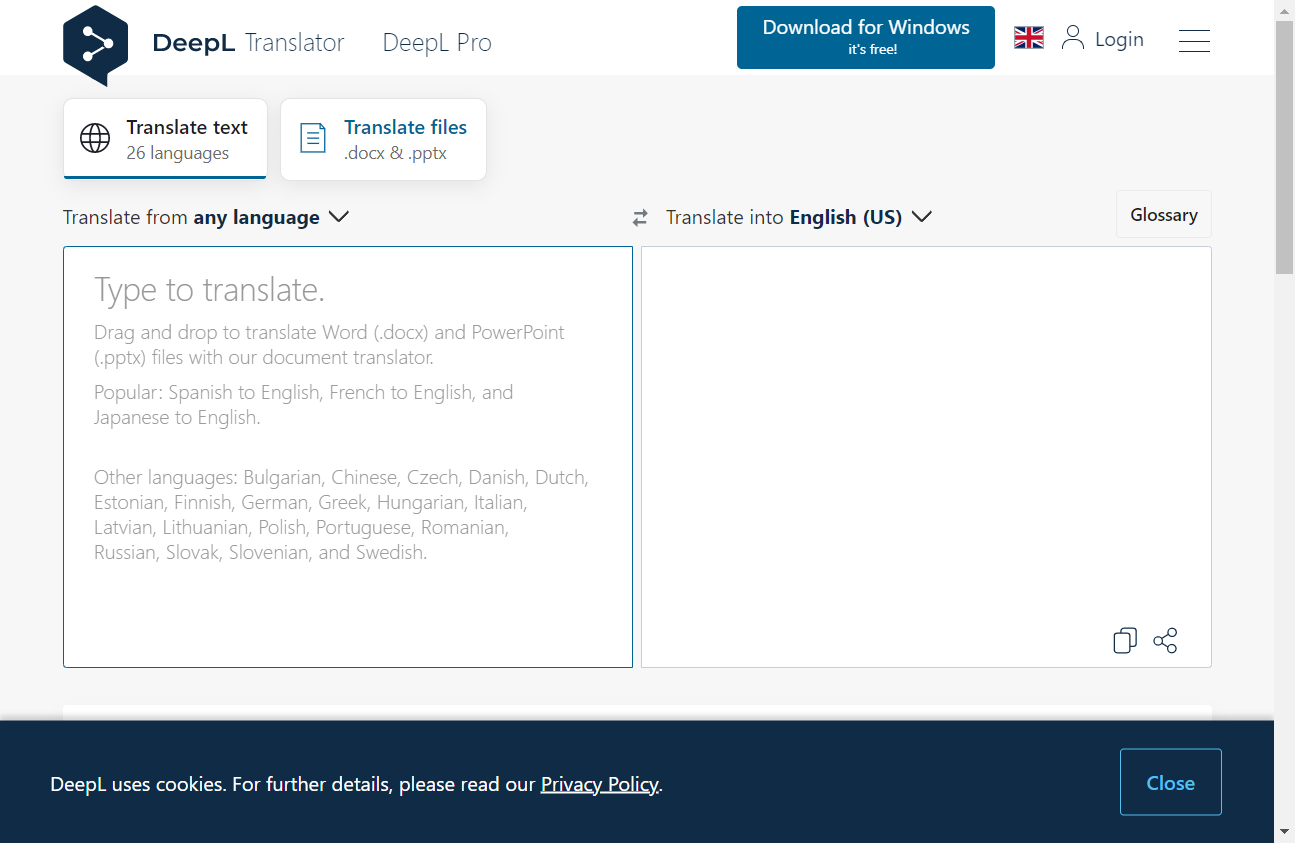 DeepL Translator
DeepL Pro
Download for Windows
it's free!
Login
Translate text
26 languages
Translate files
.docx & .pptx
Translate from any language
Translate into English (US)
Glossary
Type to translate.
Drag and drop to translate Word (.docx) and PowerPoint
(.pptx) files with our document translator.
Popular: Spanish to English, French to English, and
Japanese to English.
Other languages: Bulgarian, Chinese, Czech, Danish, Dutch,
Estonian, Finnish, German, Greek, Hungarian, Italian,
Latvian, Lithuanian, Polish, Portuguese, Romanian,
Russian, Slovak, Slovenian, and Swedish.
DeepL uses cookies. For further details, please read our Privacy Policy.
Close